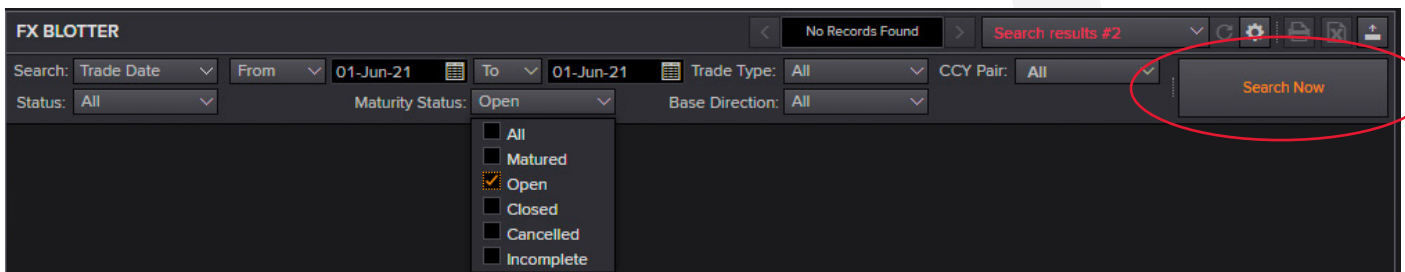 FX BLOTTER No Records Found Search results #2
Search: Trade Date From 01-Jun-21 To 01-Jun-21 Trade Type: All CCY Pair: All Search Now
Status: All Maturity Status: Open Base Direction: All
All
Matured
Open
Closed
Cancelled
Incomplete